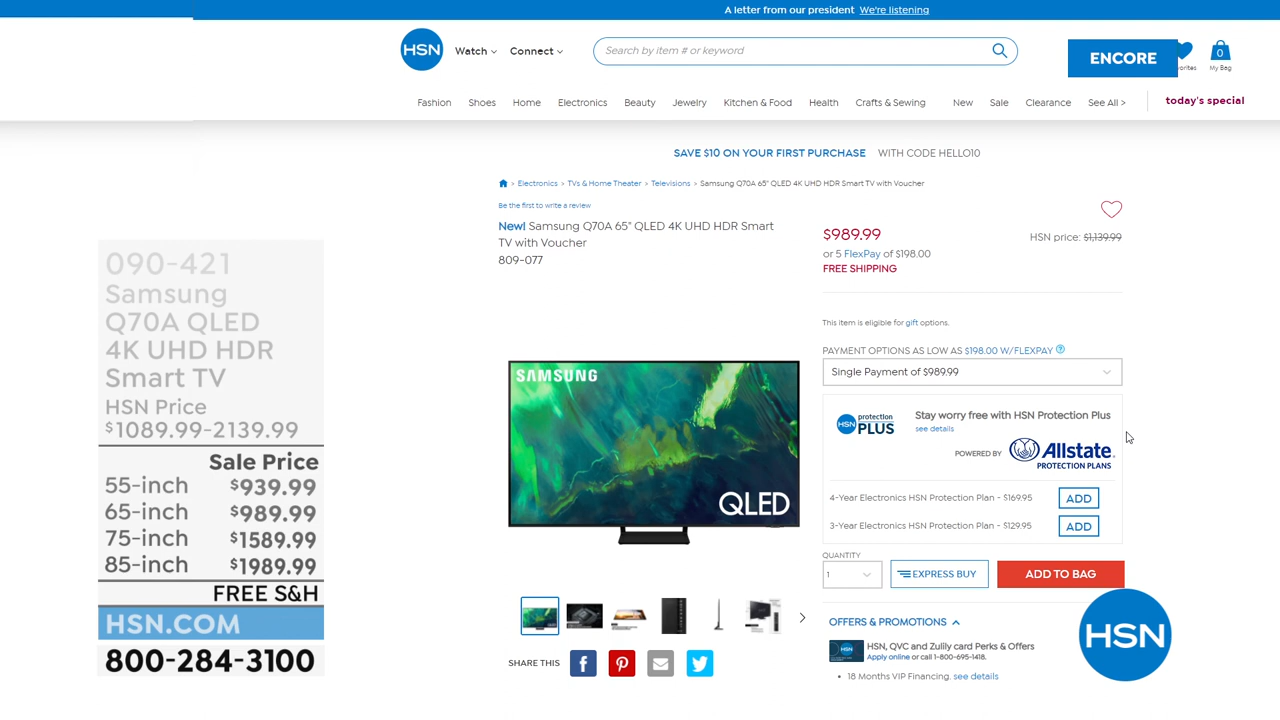 A letter from our president We're listening
HSN
Watch
Connect
Search by item # or keyword
ENCORE
orites
My Bag
0
Fashion
Shoes
Home
Electronics
Beauty
Jewelry
Kitchen & Food
Health
Crafts & Sewing
New
Sale
Clearance
See All >
today's special
SAVE $10 ON YOUR FIRST PURCHASE WITH CODE HELLO10
> Electronics > TVs & Home Theater > Televisions > Samsung Q70A 65" QLED 4K UHD HDR Smart TV with Voucher
Be the first to write a review
New! Samsung Q70A 65" QLED 4K UHD HDR Smart
TV with Voucher
809-077
$989.99
HSN price: $1,139.99
or 5 FlexPay of $198.00
FREE SHIPPING
This item is eligible for gift options.
PAYMENT OPTIONS AS LOW AS $198.00 W/FLEXPAY ?
Single Payment of $989.99
HSN protection PLUS
Stay worry free with HSN Protection Plus
see details
POWERED BY
Allstate
PROTECTION PLANS
4-Year Electronics HSN Protection Plan - $169.95
ADD
3-Year Electronics HSN Protection Plan - $129.95
ADD
QUANTITY
1
EXPRESS BUY
ADD TO BAG
OFFERS & PROMOTIONS
HSN, QVC and Zulily card Perks & Offers
Apply online or call 1-800-695-1418.
• 18 Months VIP Financing. see details
HSN
SAMSUNG
QLED
SHARE THIS
090-421
Samsung
Q70A QLED
4K UHD HDR
Smart TV
HSN Price
$1089.99-2139.99
Sale Price
55-inch $939.99
65-inch $989.99
75-inch $1589.99
85-inch $1989.99
FREE S&H
HSN.COM
800-284-3100